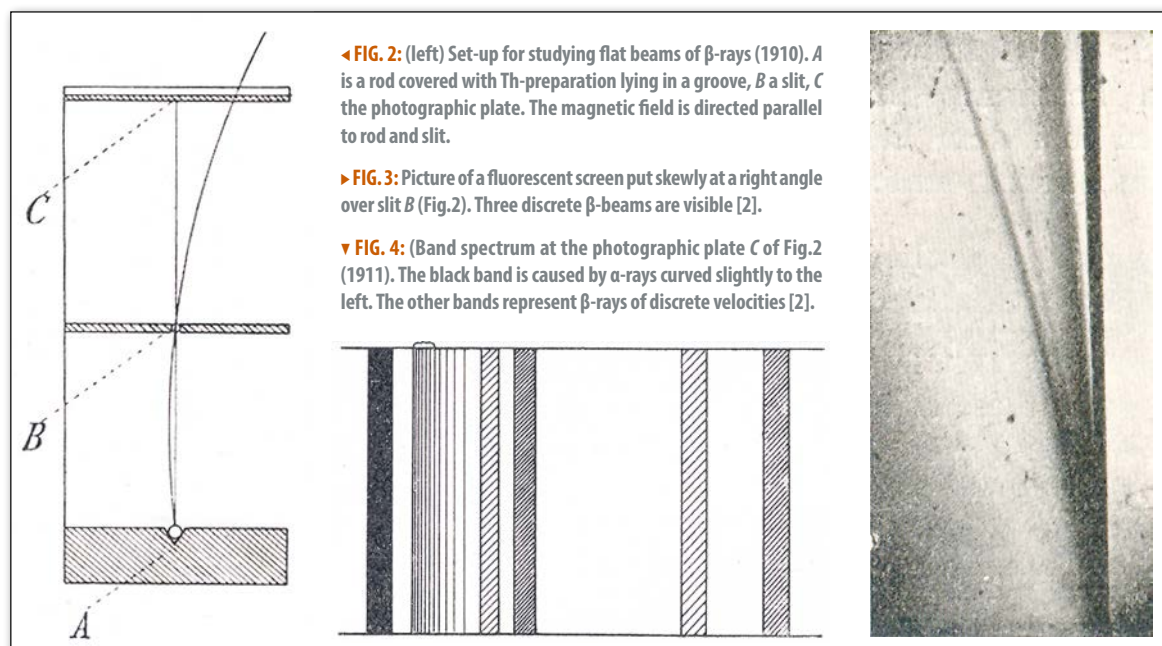 ◂ FIG. 2: (left) Set-up for studying flat beams of β-rays (1910). A
is a rod covered with Th-preparation lying in a groove, B a slit, C
the photographic plate. The magnetic field is directed parallel
to rod and slit.
▸ FIG. 3: Picture of a fluorescent screen put skewly at a right angle
over slit B (Fig.2). Three discrete β-beams are visible [2].
▾ FIG. 4: (Band spectrum at the photographic plate C of Fig.2
(1911). The black band is caused by α-rays curved slightly to the
left. The other bands represent β-rays of discrete velocities [2].
C
B
A